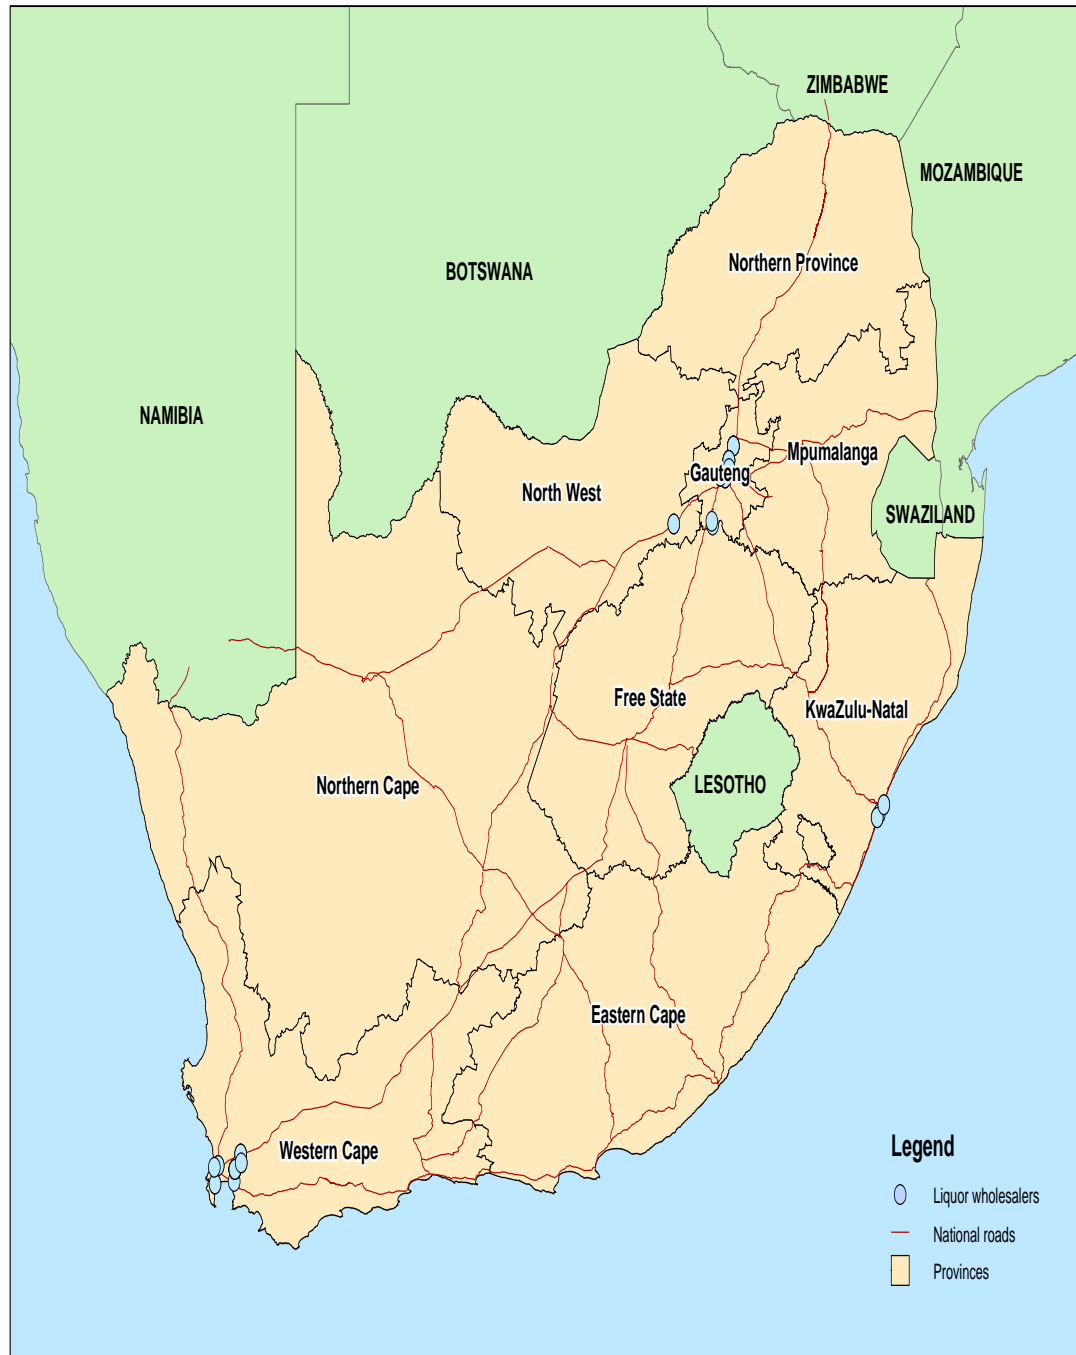 ZIMBABWE
MOZAMBIQUE
Northern Province
BOTSWANA
NAMIBIA
Mpumalanga
Gauteng
North West
SWAZILAND
Free State
KwaZulu-Natal
Northern Cape
LESOTHO
Eastern Cape
Western Cape
Legend
Liquor wholesalers
National roads
Provinces